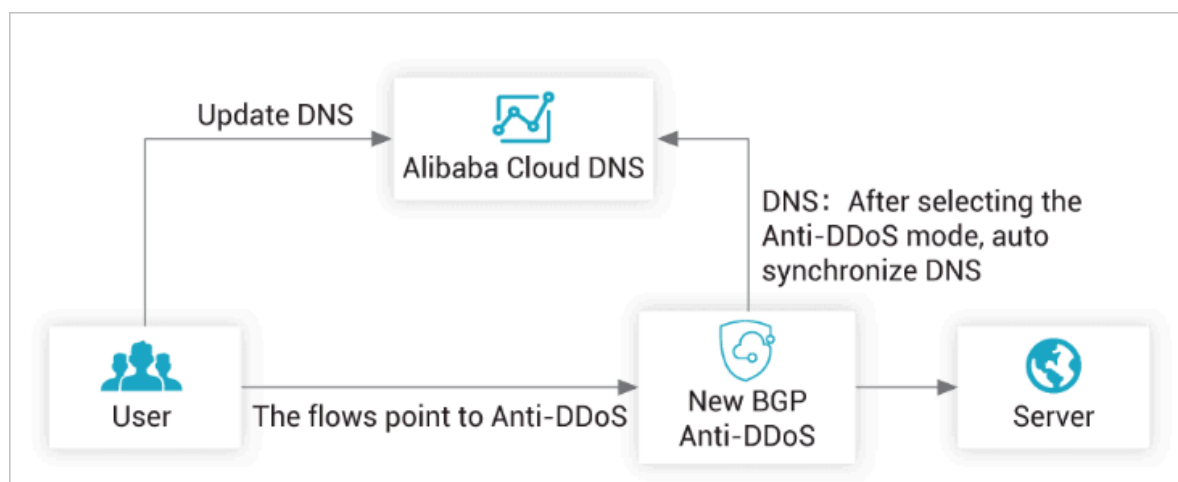 Update DNS
Alibaba Cloud DNS
DNS： After selecting the
Anti-DDoS mode, auto
synchronize DNS
User
The flows point to Anti-DDoS
New BGP
Anti-DDoS
Server